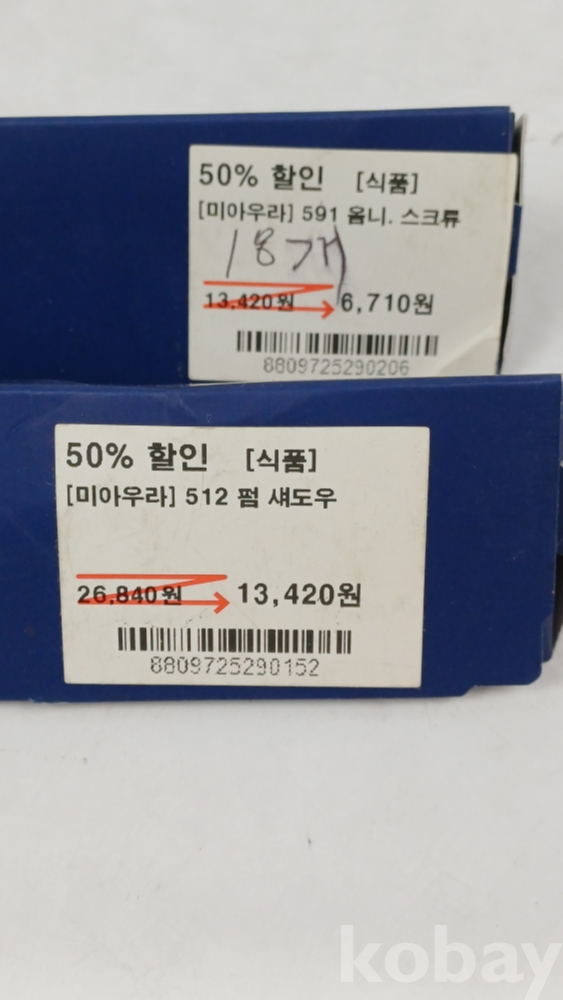 50% 할인 [식품]
[미아우라] 591 옴니. 스크류
18개
13,420원 6,710원
8809725290206
50% 할인 [식품]
[미아우라] 512 펌 섀도우
26,840원 13,420원
8809725290152
kobay